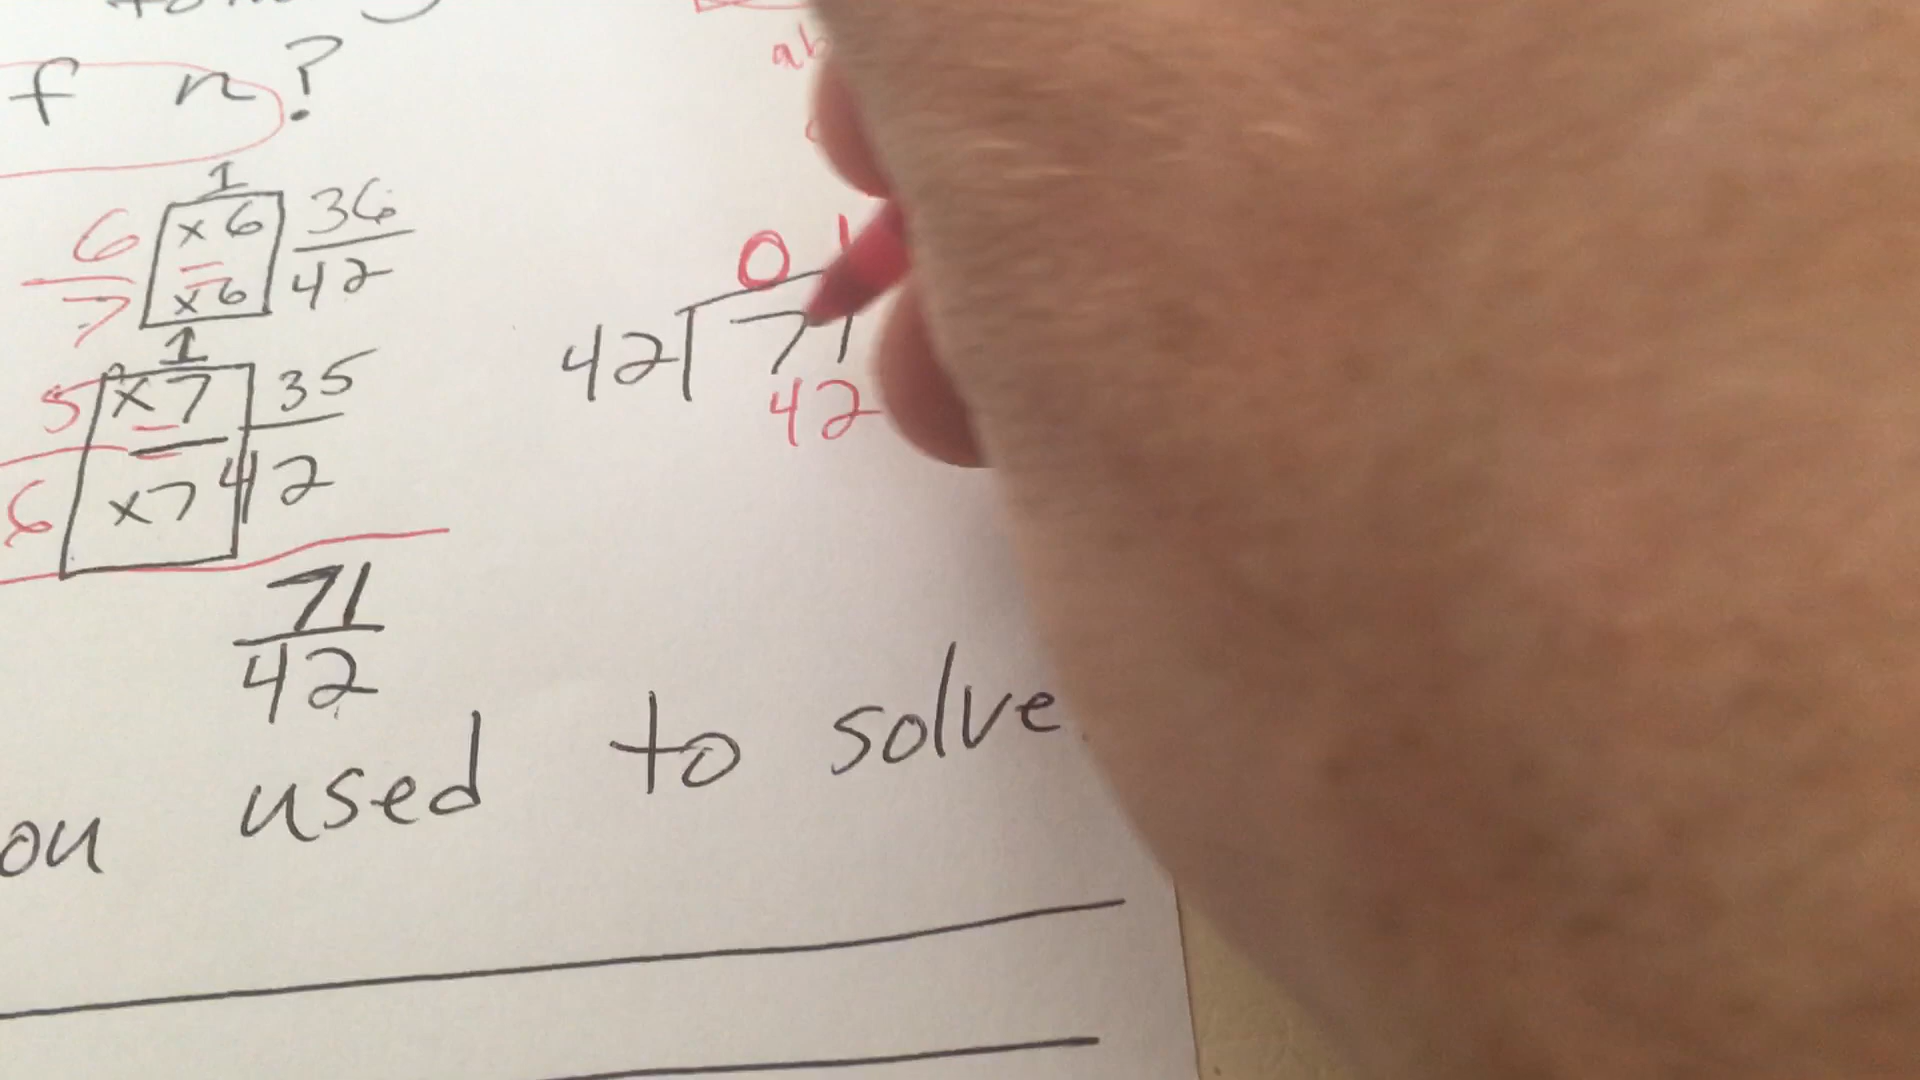 f n?
1
6 x6 36
7 x6 42
1
5 x7 35
6 x7 42
71
42
0 1
42 71
42
ou used to solve